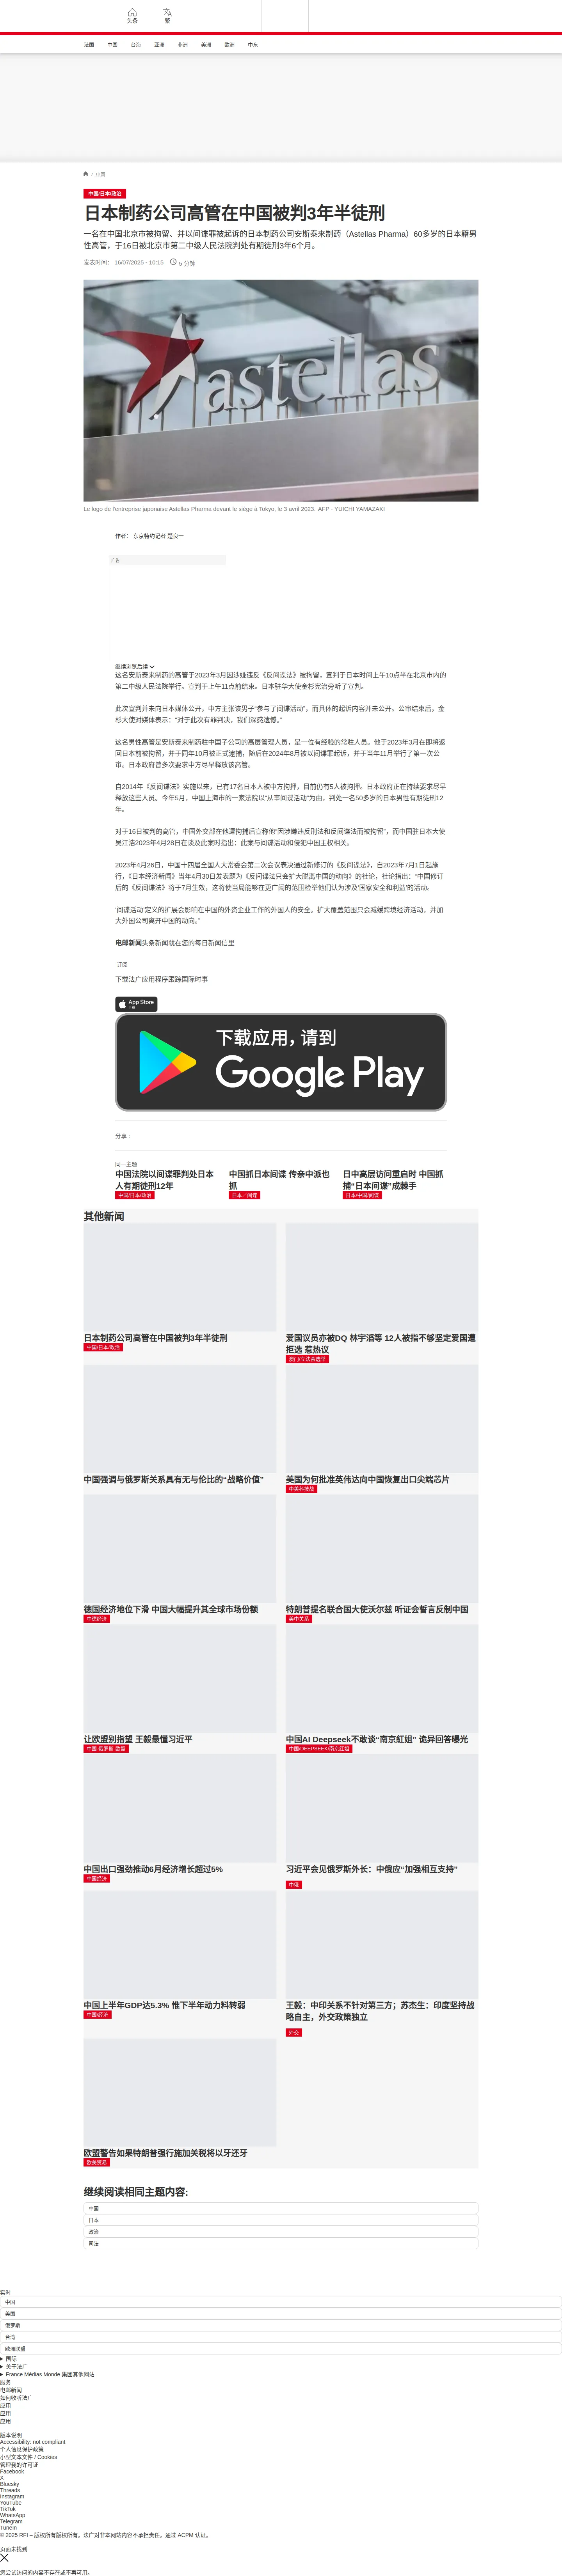 头条
繁
法国
中国
台海
亚洲
非洲
美洲
欧洲
中东
/ 中国
中国/日本/政治
日本制药公司高管在中国被判3年半徒刑
一名在中国北京市被拘留、并以间谍罪被起诉的日本制药公司安斯泰来制药（Astellas Pharma）60多岁的日本籍男
性高管，于16日被北京市第二中级人民法院判处有期徒刑3年6个月。
发表时间： 16/07/2025 - 10:15
5 分钟
astellas
Le logo de l'entreprise japonaise Astellas Pharma devant le siège à Tokyo, le 3 avril 2023. AFP - YUICHI YAMAZAKI
作者： 东京特约记者 楚良一
广告
继续浏览后续
这名安斯泰来制药的高管于2023年3月因涉嫌违反《反间谍法》被拘留，宣判于日本时间上午10点半在北京市内的
第二中级人民法院举行。宣判于上午11点前结束。日本驻华大使金杉宪治旁听了宣判。
此次宣判并未向日本媒体公开，中方主张该男子“参与了间谍活动”，而具体的起诉内容并未公开。公审结束后，金
杉大使对媒体表示：“对于此次有罪判决，我们深感遗憾。”
这名男性高管是安斯泰来制药驻中国子公司的高层管理人员，是一位有经验的常驻人员。他于2023年3月在即将返
回日本前被拘留，并于同年10月被正式逮捕，随后在2024年8月被以间谍罪起诉，并于当年11月举行了第一次公
审。日本政府曾多次要求中方尽早释放该高管。
自2014年《反间谍法》实施以来，已有17名日本人被中方拘押，目前仍有5人被拘押。日本政府正在持续要求尽早
释放这些人员。今年5月，中国上海市的一家法院以“从事间谍活动”为由，判处一名50多岁的日本男性有期徒刑12
年。
对于16日被判的高管，中国外交部在他遭拘捕后宣称他“因涉嫌违反刑法和反间谍法而被拘留”，而中国驻日本大使
吴江浩2023年4月28日在谈及此案时指出：此案与间谍活动和侵犯中国主权相关。
2023年4月26日，中国十四届全国人大常委会第二次会议表决通过新修订的《反间谍法》，自2023年7月1日起施
行，《日本经济新闻》当年4月30日发表题为《反间谍法只会扩大脱离中国的动向》的社论，社论指出：“中国修订
后的《反间谍法》将于7月生效，这将使当局能够在更广阔的范围检举他们认为涉及‘国家安全和利益’的活动。
‘间谍活动’定义的扩展会影响在中国的外资企业工作的外国人的安全。扩大覆盖范围只会减缓跨境经济活动，并加
大外国公司离开中国的动向。”
电邮新闻头条新闻就在您的每日新闻信里
订阅
下载法广应用程序跟踪国际时事
App Store
下载
下载应用，请到
Google Play
分享 :
同一主题
中国法院以间谍罪判处日本
人有期徒刑12年
中国/日本/政治
中国抓日本间谍 传亲中派也
抓
日本／间谍
日中高层访问重启时 中国抓
捕“日本间谍”成棘手
日本/中国/间谍
其他新闻
日本制药公司高管在中国被判3年半徒刑
中国/日本/政治
爱国议员亦被DQ 林宇滔等 12人被指不够坚定爱国遭
拒选 惹热议
澳门/立法会选举
中国强调与俄罗斯关系具有无与伦比的“战略价值”
美国为何批准英伟达向中国恢复出口尖端芯片
中美科技战
德国经济地位下滑 中国大幅提升其全球市场份额
中德经济
特朗普提名联合国大使沃尔兹 听证会誓言反制中国
美中关系
让欧盟别指望 王毅最懂习近平
中国-俄罗斯-欧盟
中国AI Deepseek不敢谈“南京紅姐” 诡异回答曝光
中国/DEEPSEEK/南京红姐
中国出口强劲推动6月经济增长超过5%
中国经济
习近平会见俄罗斯外长：中俄应“加强相互支持”
中俄
中国上半年GDP达5.3% 惟下半年动力料转弱
中国/经济
王毅：中印关系不针对第三方；苏杰生：印度坚持战
略自主，外交政策独立
外交
欧盟警告如果特朗普强行施加关税将以牙还牙
欧美贸易
继续阅读相同主题内容:
中国
日本
政治
司法
实时
中国
美国
俄罗斯
台湾
欧洲联盟
国际
关于法广
France Médias Monde 集团其他网站
服务
电邮新闻
如何收听法广
应用
应用
应用
版本说明
Accessibility: not compliant
个人信息保护政策
小型文本文件 / Cookies
管理我的许可证
Facebook
X
Bluesky
Threads
Instagram
YouTube
TikTok
WhatsApp
Telegram
TuneIn
© 2025 RFI – 版权所有版权所有。法广对非本网站内容不承担责任。通过 ACPM 认证。
页面未找到
您尝试访问的内容不存在或不再可用。